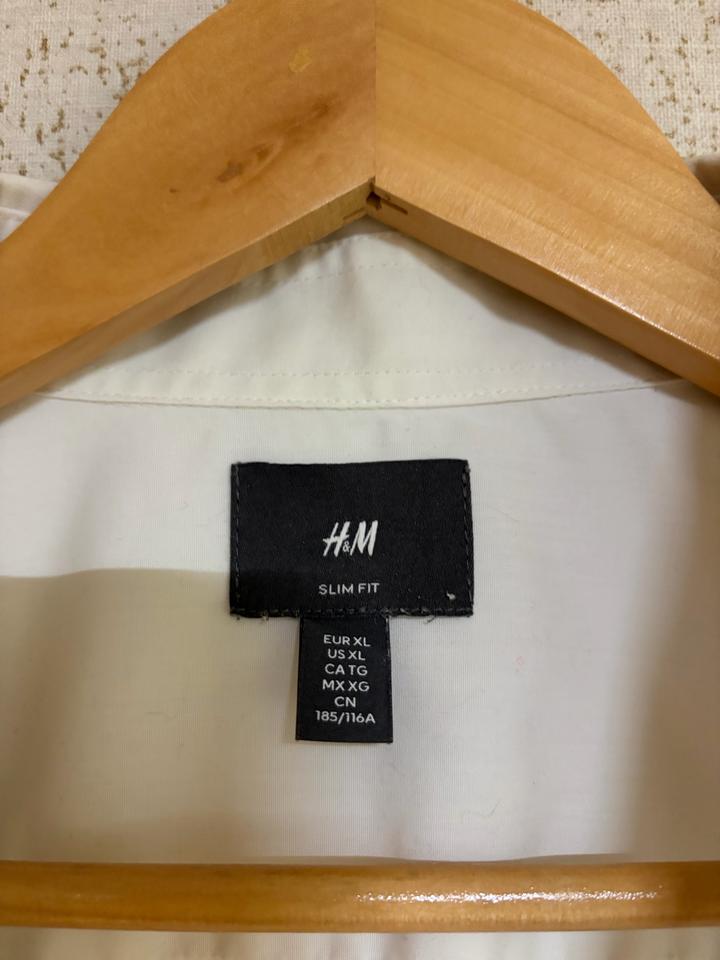 H&M
SLIM FIT
EUR XL
US XL
CA TG
MX XG
CN
185/116A